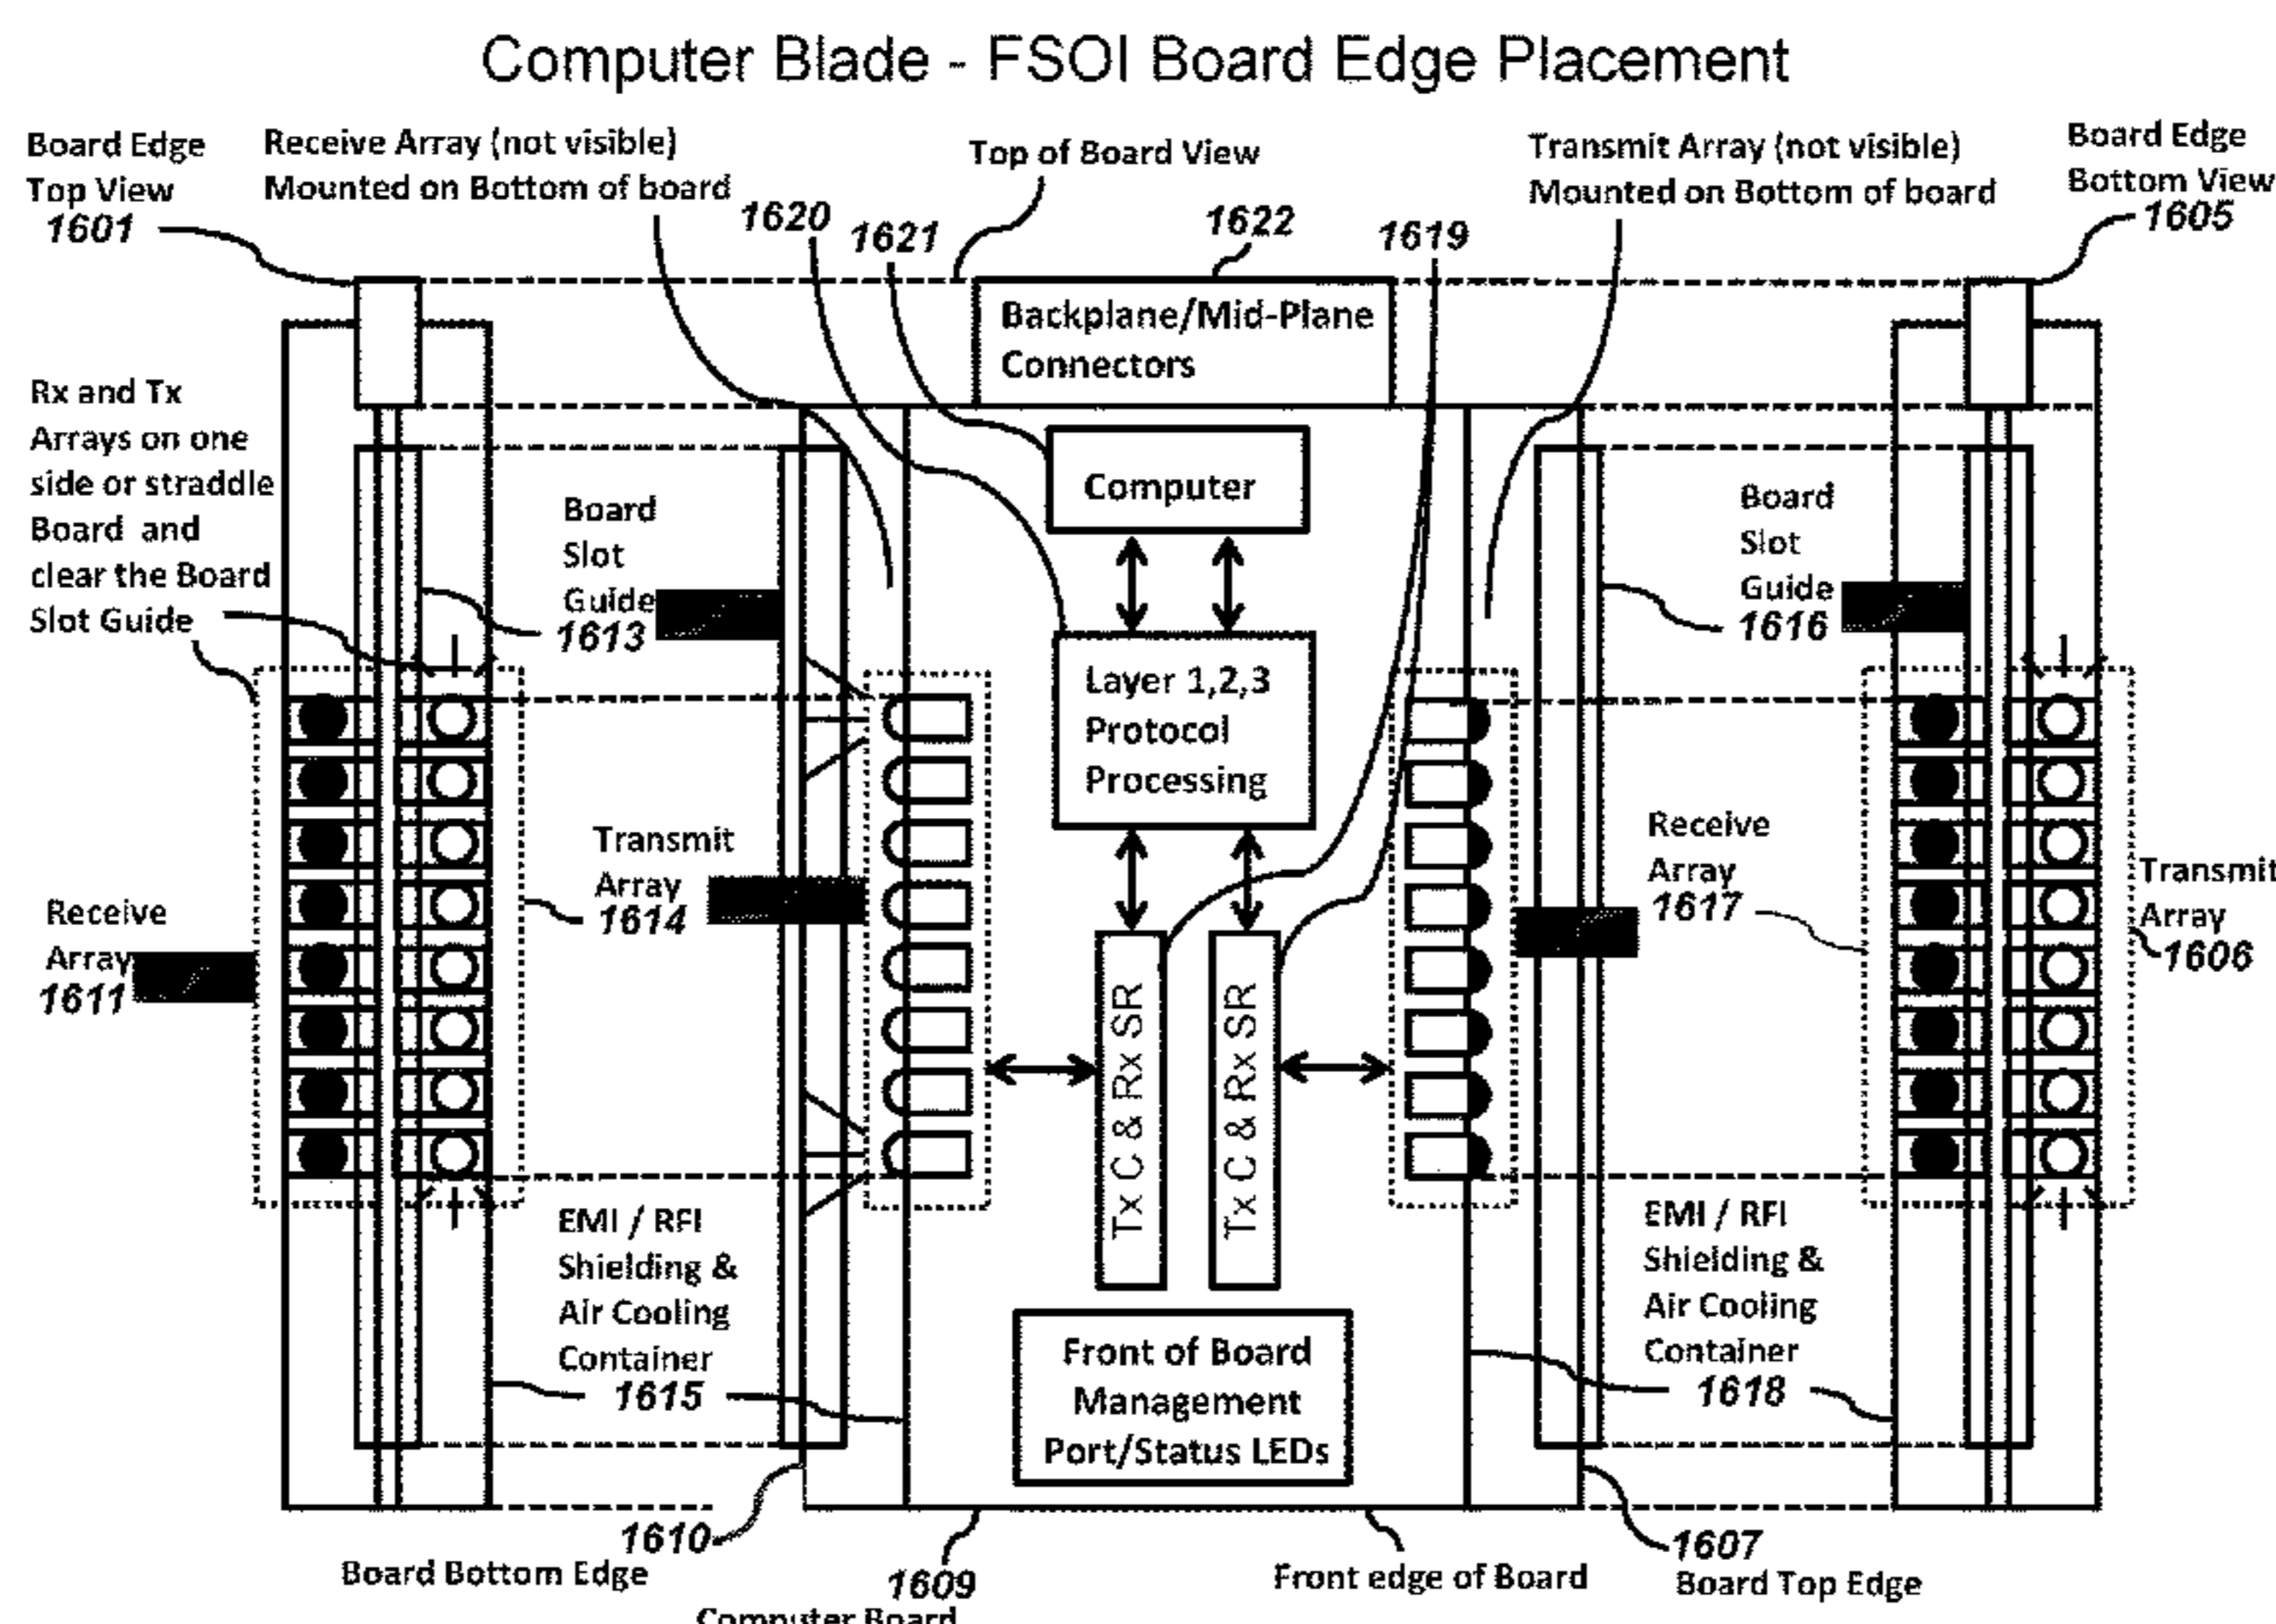 Computer Blade - FSOI Board Edge Placement
Board Edge
Top View
1601
Receive Array (not visible)
Mounted on Bottom of board
1620
1621
Top of Board View
1622
1619
Transmit Array (not visible)
Mounted on Bottom of board
Board Edge
Bottom View
1605
Backplane/Mid-Plane
Connectors
Rx and Tx
Arrays on one
side or straddle
Board and
clear the Board
Slot Guide
Board
Slot
Guide
1613
Computer
Board
Slot
Guide
1616
Layer 1,2,3
Protocol
Processing
Receive
Array
1611
Transmit
Array
1614
Receive
Array
1617
Transmit
Array
1606
Tx C & Rx SR
Tx C & Rx SR
EMI / RFI
Shielding &
Air Cooling
Container
1615
EMI / RFI
Shielding &
Air Cooling
Container
1618
Front of Board
Management
Port/Status LEDs
1610
Board Bottom Edge
1609
Computer Board
Front edge of Board
1607
Board Top Edge